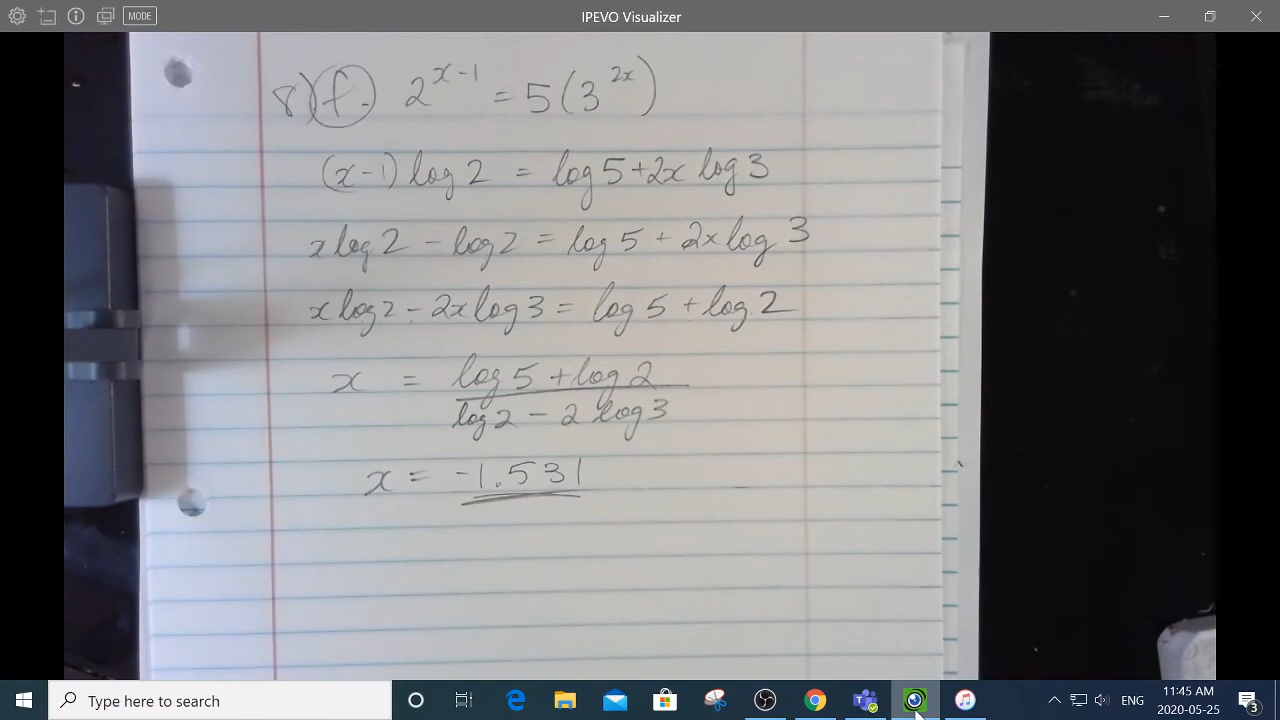 MODE
IPEVO Visualizer
8) f. 2^{x-1} = 5(3^{2x})
(x-1) log 2 = log 5 + 2x log 3
x log 2 - log 2 = log 5 + 2x log 3
x log 2 - 2x log 3 = log 5 + log 2
x = \frac{log 5 + log 2}{log 2 - 2 log 3}
x = -1.531
Type here to search
ENG
11:45 AM
2020-05-25
3